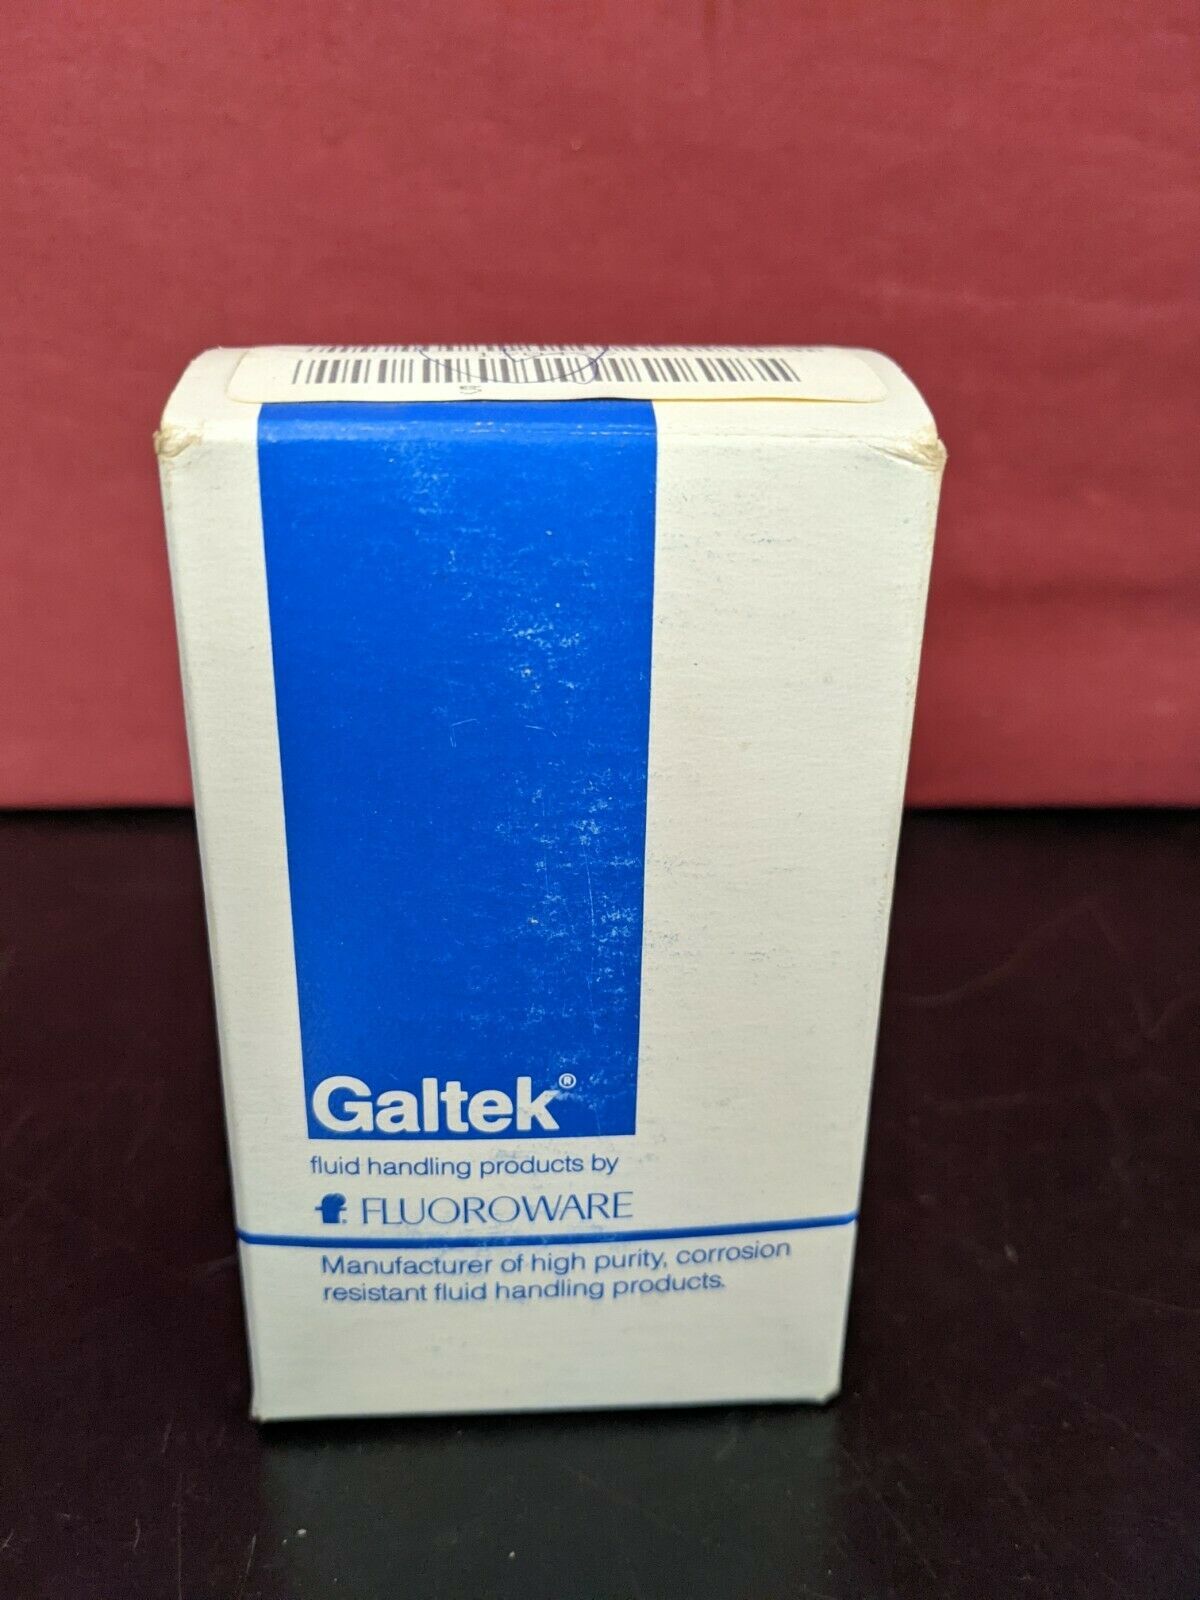 Galtek®
fluid handling products by
FLUOROWARE
Manufacturer of high purity, corrosion
resistant fluid handling products.